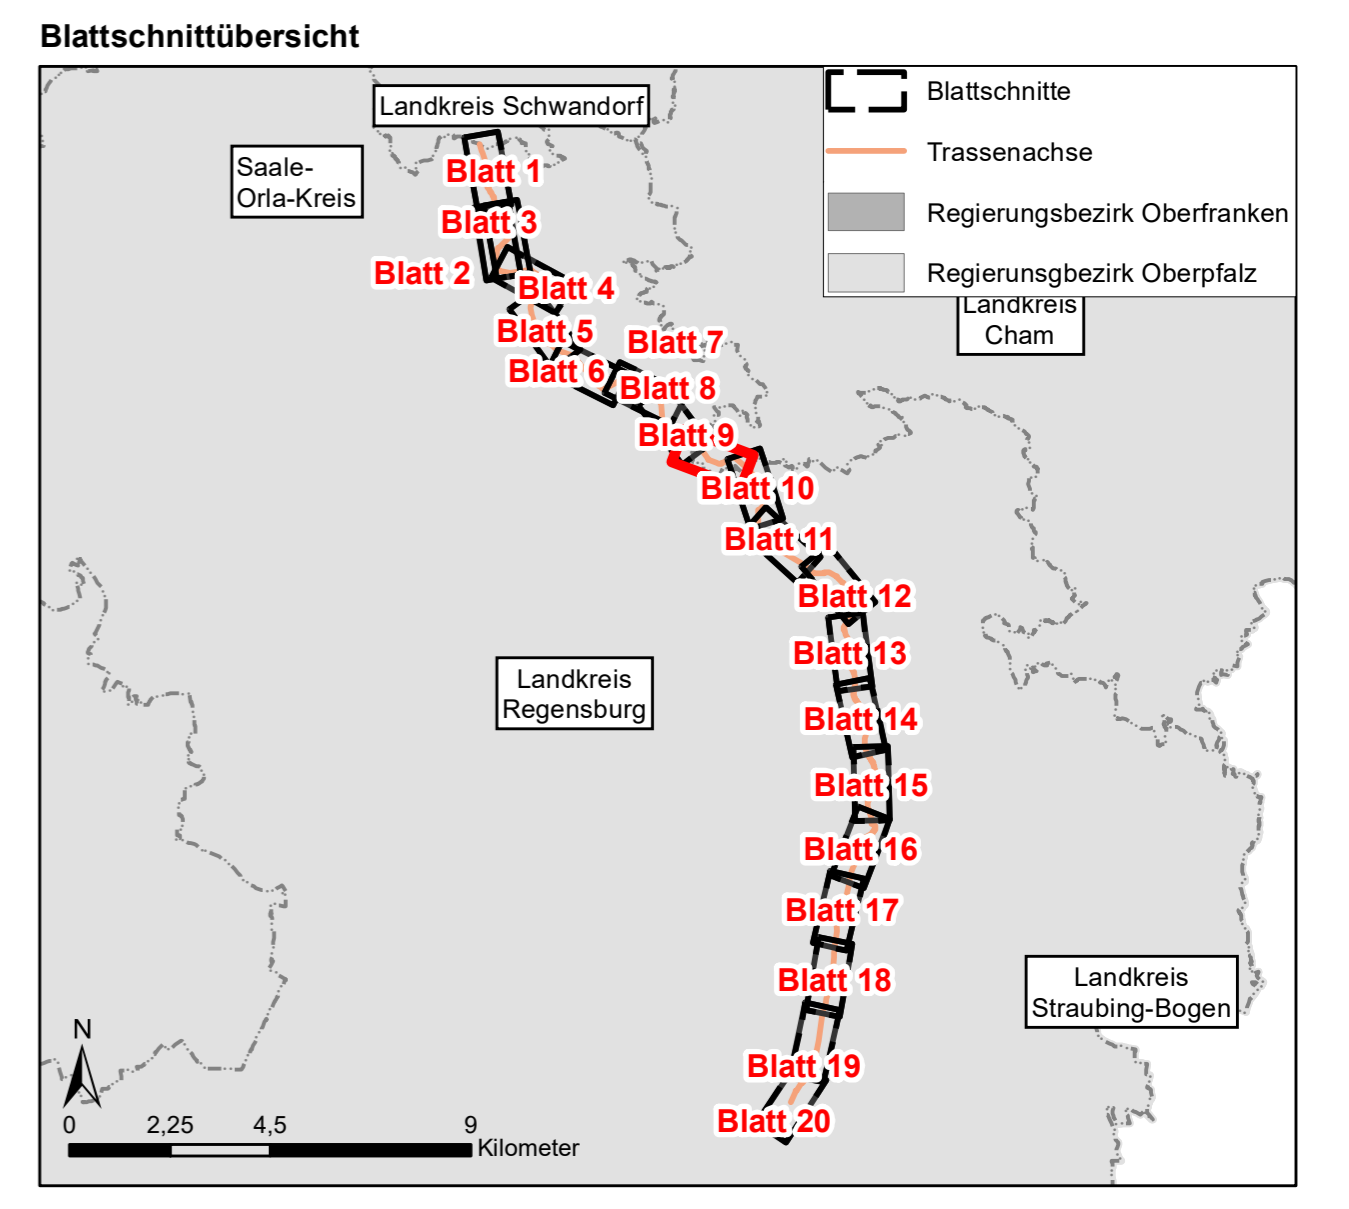 Blattschnittübersicht
Landkreis Schwandorf
Saale-
Orla-Kreis
Blattschnitte
Trassenachse
Regierungsbezirk Oberfranken
Regierunsgbezirk Oberpfalz
Landkreis
Cham
Blatt 1
Blatt 3
Blatt 2
Blatt 4
Blatt 5
Blatt 7
Blatt 6
Blatt 8
Blatt 9
Blatt 10
Blatt 11
Blatt 12
Blatt 13
Landkreis
Regensburg
Blatt 14
Blatt 15
Blatt 16
Blatt 17
Blatt 18
Landkreis
Straubing-Bogen
Blatt 19
Blatt 20
N
0 2,25 4,5 9
Kilometer